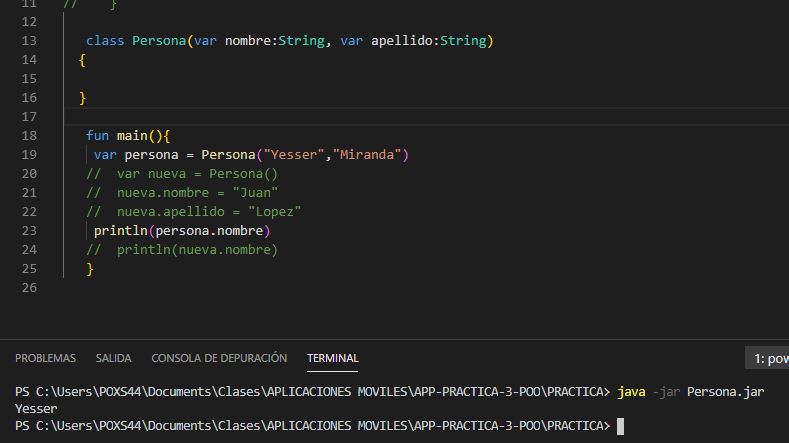 11 //    }
12
13 class Persona(var nombre:String, var apellido:String)
14 {
15
16 }
17
18 fun main(){
19 var persona = Persona("Yesser","Miranda")
20 //  var nueva = Persona()
21 //  nueva.nombre = "Juan"
22 //  nueva.apellido = "Lopez"
23 println(persona.nombre)
24 //  println(nueva.nombre)
25 }
26
PROBLEMAS SALIDA CONSOLA DE DEPURACIÓN TERMINAL 1: pow
PS C:\Users\POXS44\Documents\Clases\APLICACIONES MOVILES\APP-PRACTICA-3-POO\PRACTICA> java -jar Persona.jar
Yesser
PS C:\Users\POXS44\Documents\Clases\APLICACIONES MOVILES\APP-PRACTICA-3-POO\PRACTICA>